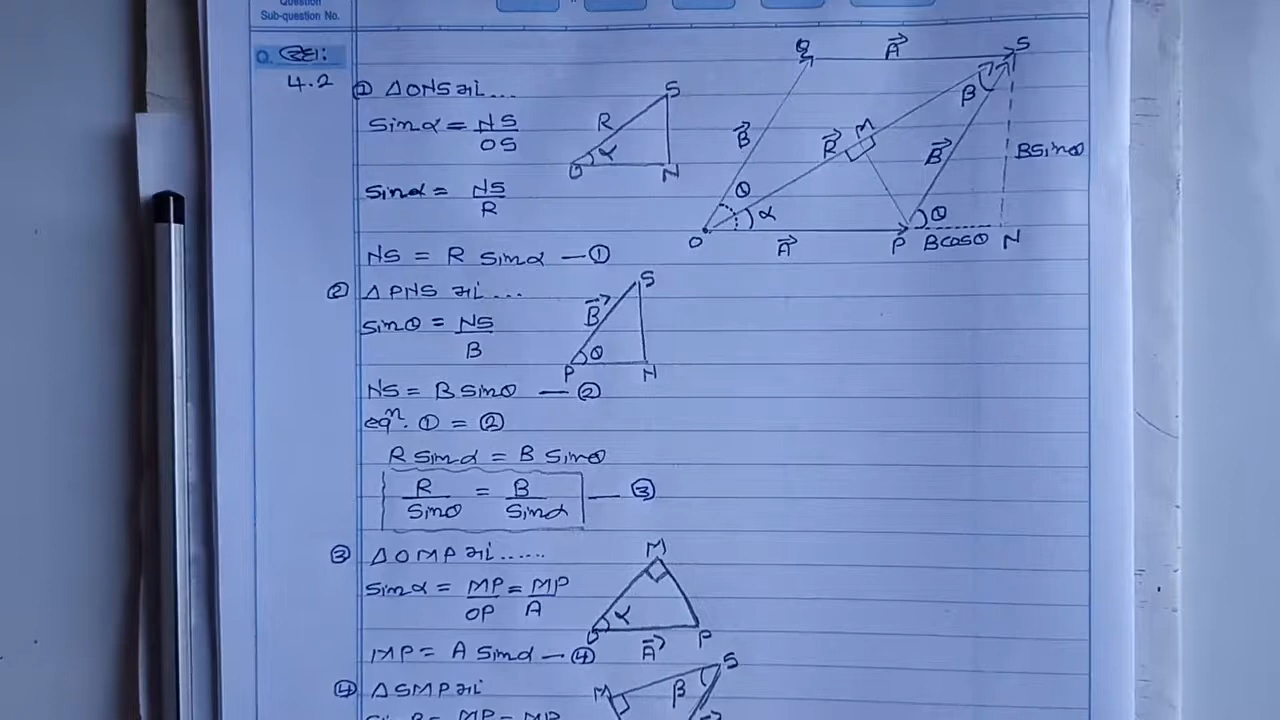 Question
Sub-question No.
Q. ઉદા:
4.2
① ΔONS માં...
Sinα = NS/OS
Sinα = NS/R
NS = R Sinα — ①
R
S
α
O
N
② ΔPNS માં...
Sinθ = NS/B
NS = B Sinθ — ②
B⃗
S
θ
P
N
eqⁿ. ① = ②
R Sinα = B Sinθ
R/Sinθ = B/Sinα — ③
③ ΔOMP માં......
Sinα = MP/OP = MP/A
MP = A Sinα — ④
M
α
O
A⃗
P
④ ΔSMP માં
M
β
S
Q
A⃗
S
β
B⃗
R⃗
M
B⃗
BSinθ
θ
α
θ
O
A⃗
P
BCosθ
N